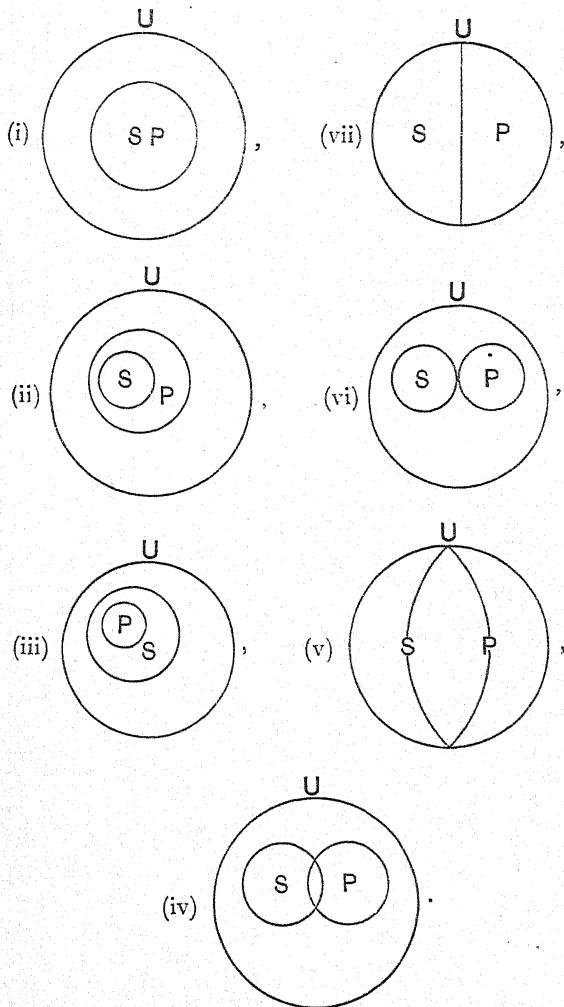 U U
(i) S P , (vii) S P ,
U U
(ii) S P , (vi) S P ,
U U
(iii) P S , (v) S P ,
U
(iv) S P .